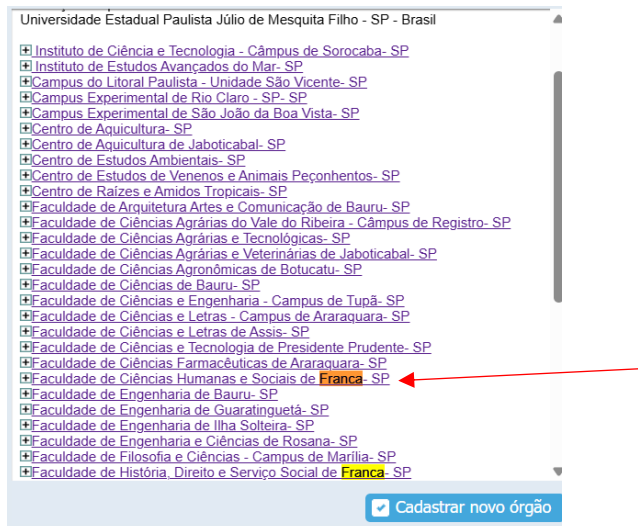 Universidade Estadual Paulista Júlio de Mesquita Filho - SP - Brasil
Instituto de Ciência e Tecnologia - Câmpus de Sorocaba- SP
Instituto de Estudos Avançados do Mar- SP
Campus do Litoral Paulista - Unidade São Vicente- SP
Campus Experimental de Rio Claro - SP- SP
Campus Experimental de São João da Boa Vista- SP
Centro de Aquicultura- SP
Centro de Aquicultura de Jaboticabal- SP
Centro de Estudos Ambientais- SP
Centro de Estudos de Venenos e Animais Peçonhentos- SP
Centro de Raízes e Amidos Tropicais- SP
Faculdade de Arquitetura Artes e Comunicação de Bauru- SP
Faculdade de Ciências Agrárias do Vale do Ribeira - Câmpus de Registro- SP
Faculdade de Ciências Agrárias e Tecnológicas- SP
Faculdade de Ciências Agrárias e Veterinárias de Jaboticabal- SP
Faculdade de Ciências Agronômicas de Botucatu- SP
Faculdade de Ciências de Bauru- SP
Faculdade de Ciências e Engenharia - Campus de Tupã- SP
Faculdade de Ciências e Letras - Campus de Araraquara- SP
Faculdade de Ciências e Letras de Assis- SP
Faculdade de Ciências e Tecnologia de Presidente Prudente- SP
Faculdade de Ciências Farmacêuticas de Araraquara- SP
Faculdade de Ciências Humanas e Sociais de Franca- SP
Faculdade de Engenharia de Bauru- SP
Faculdade de Engenharia de Guaratinguetá- SP
Faculdade de Engenharia de Ilha Solteira- SP
Faculdade de Engenharia e Ciências de Rosana- SP
Faculdade de Filosofia e Ciências - Campus de Marília- SP
Faculdade de História, Direito e Serviço Social de Franca- SP
Cadastrar novo órgão